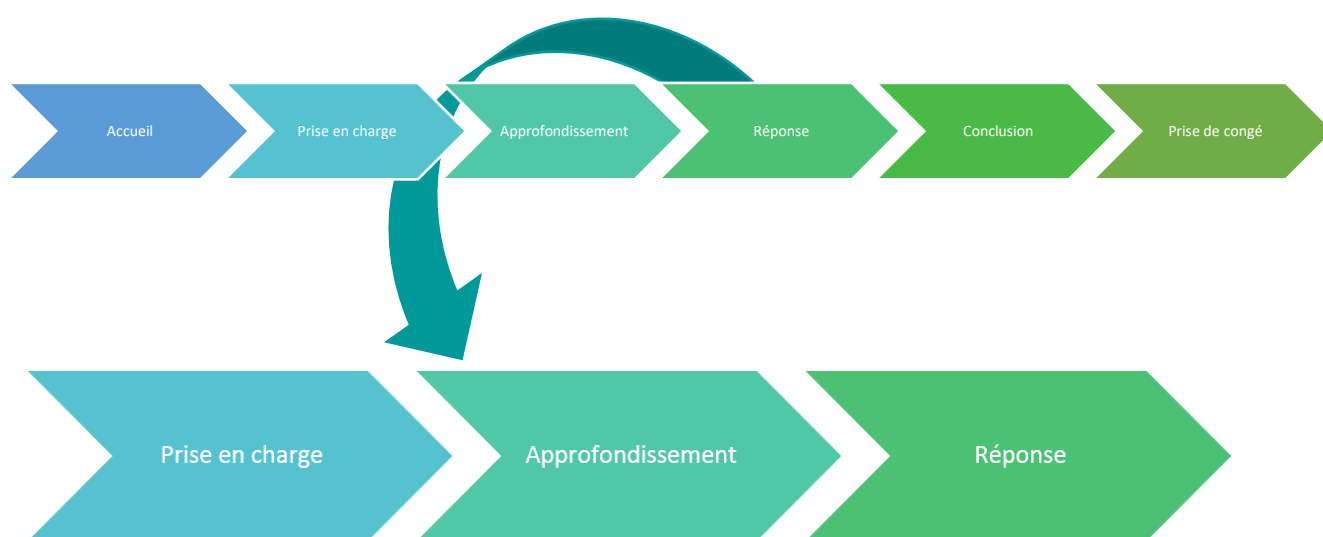 Accueil
Prise en charge
Approfondissement
Réponse
Conclusion
Prise de congé
Prise en charge
Approfondissement
Réponse